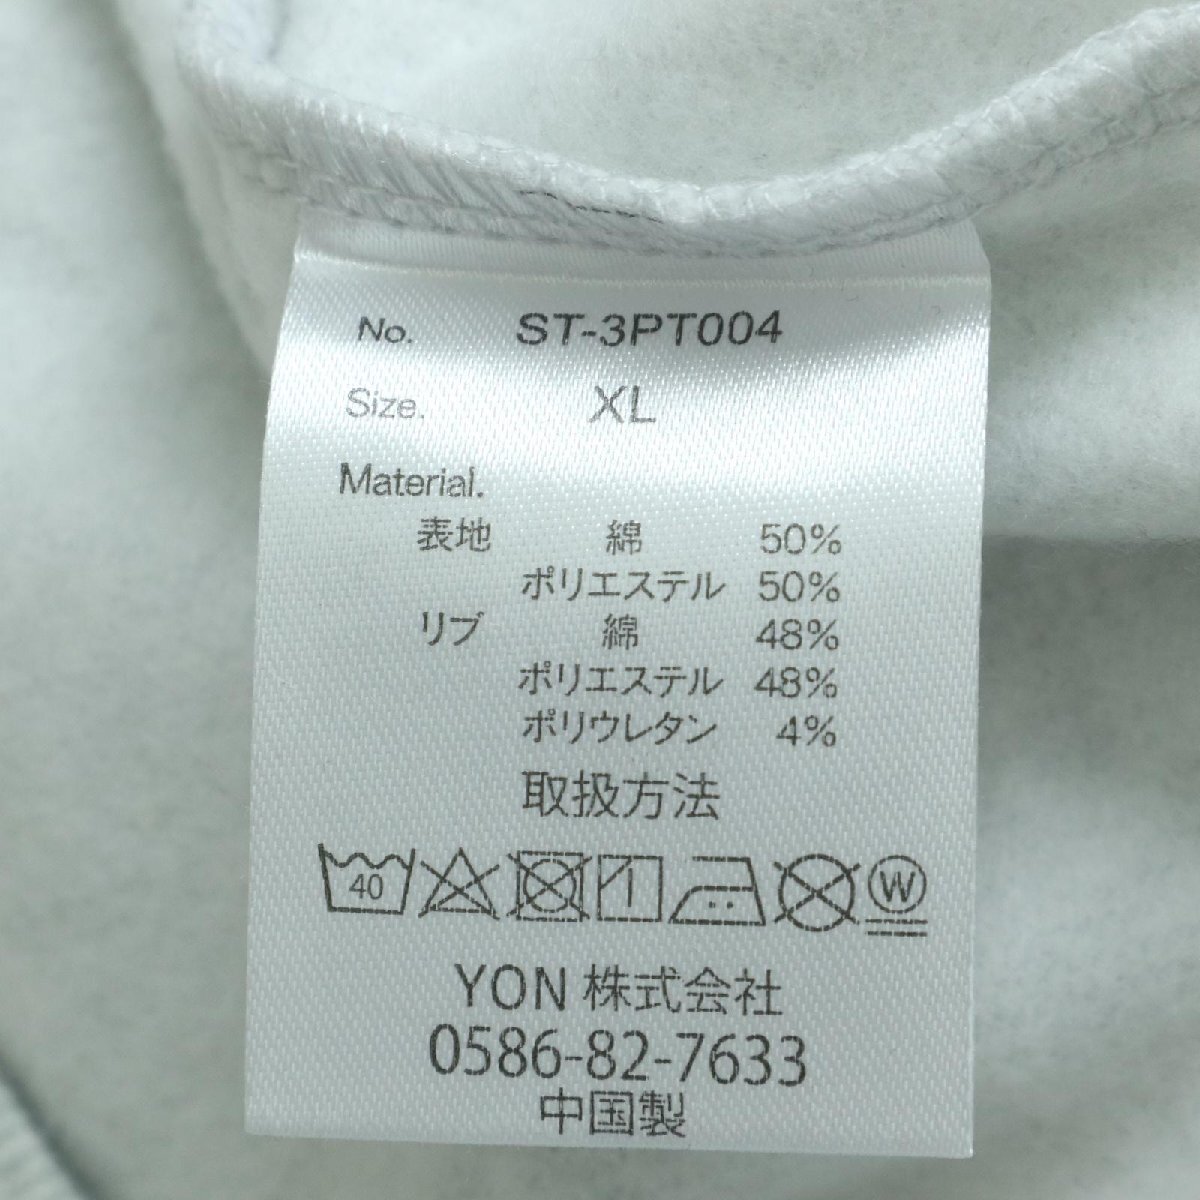 No. ST-3PT004
Size. XL
Material.
表地 綿 50%
ポリエステル 50%
リブ 綿 48%
ポリエステル 48%
ポリウレタン 4%
取扱方法
40 W
YON 株式会社
0586-82-7633
中国製